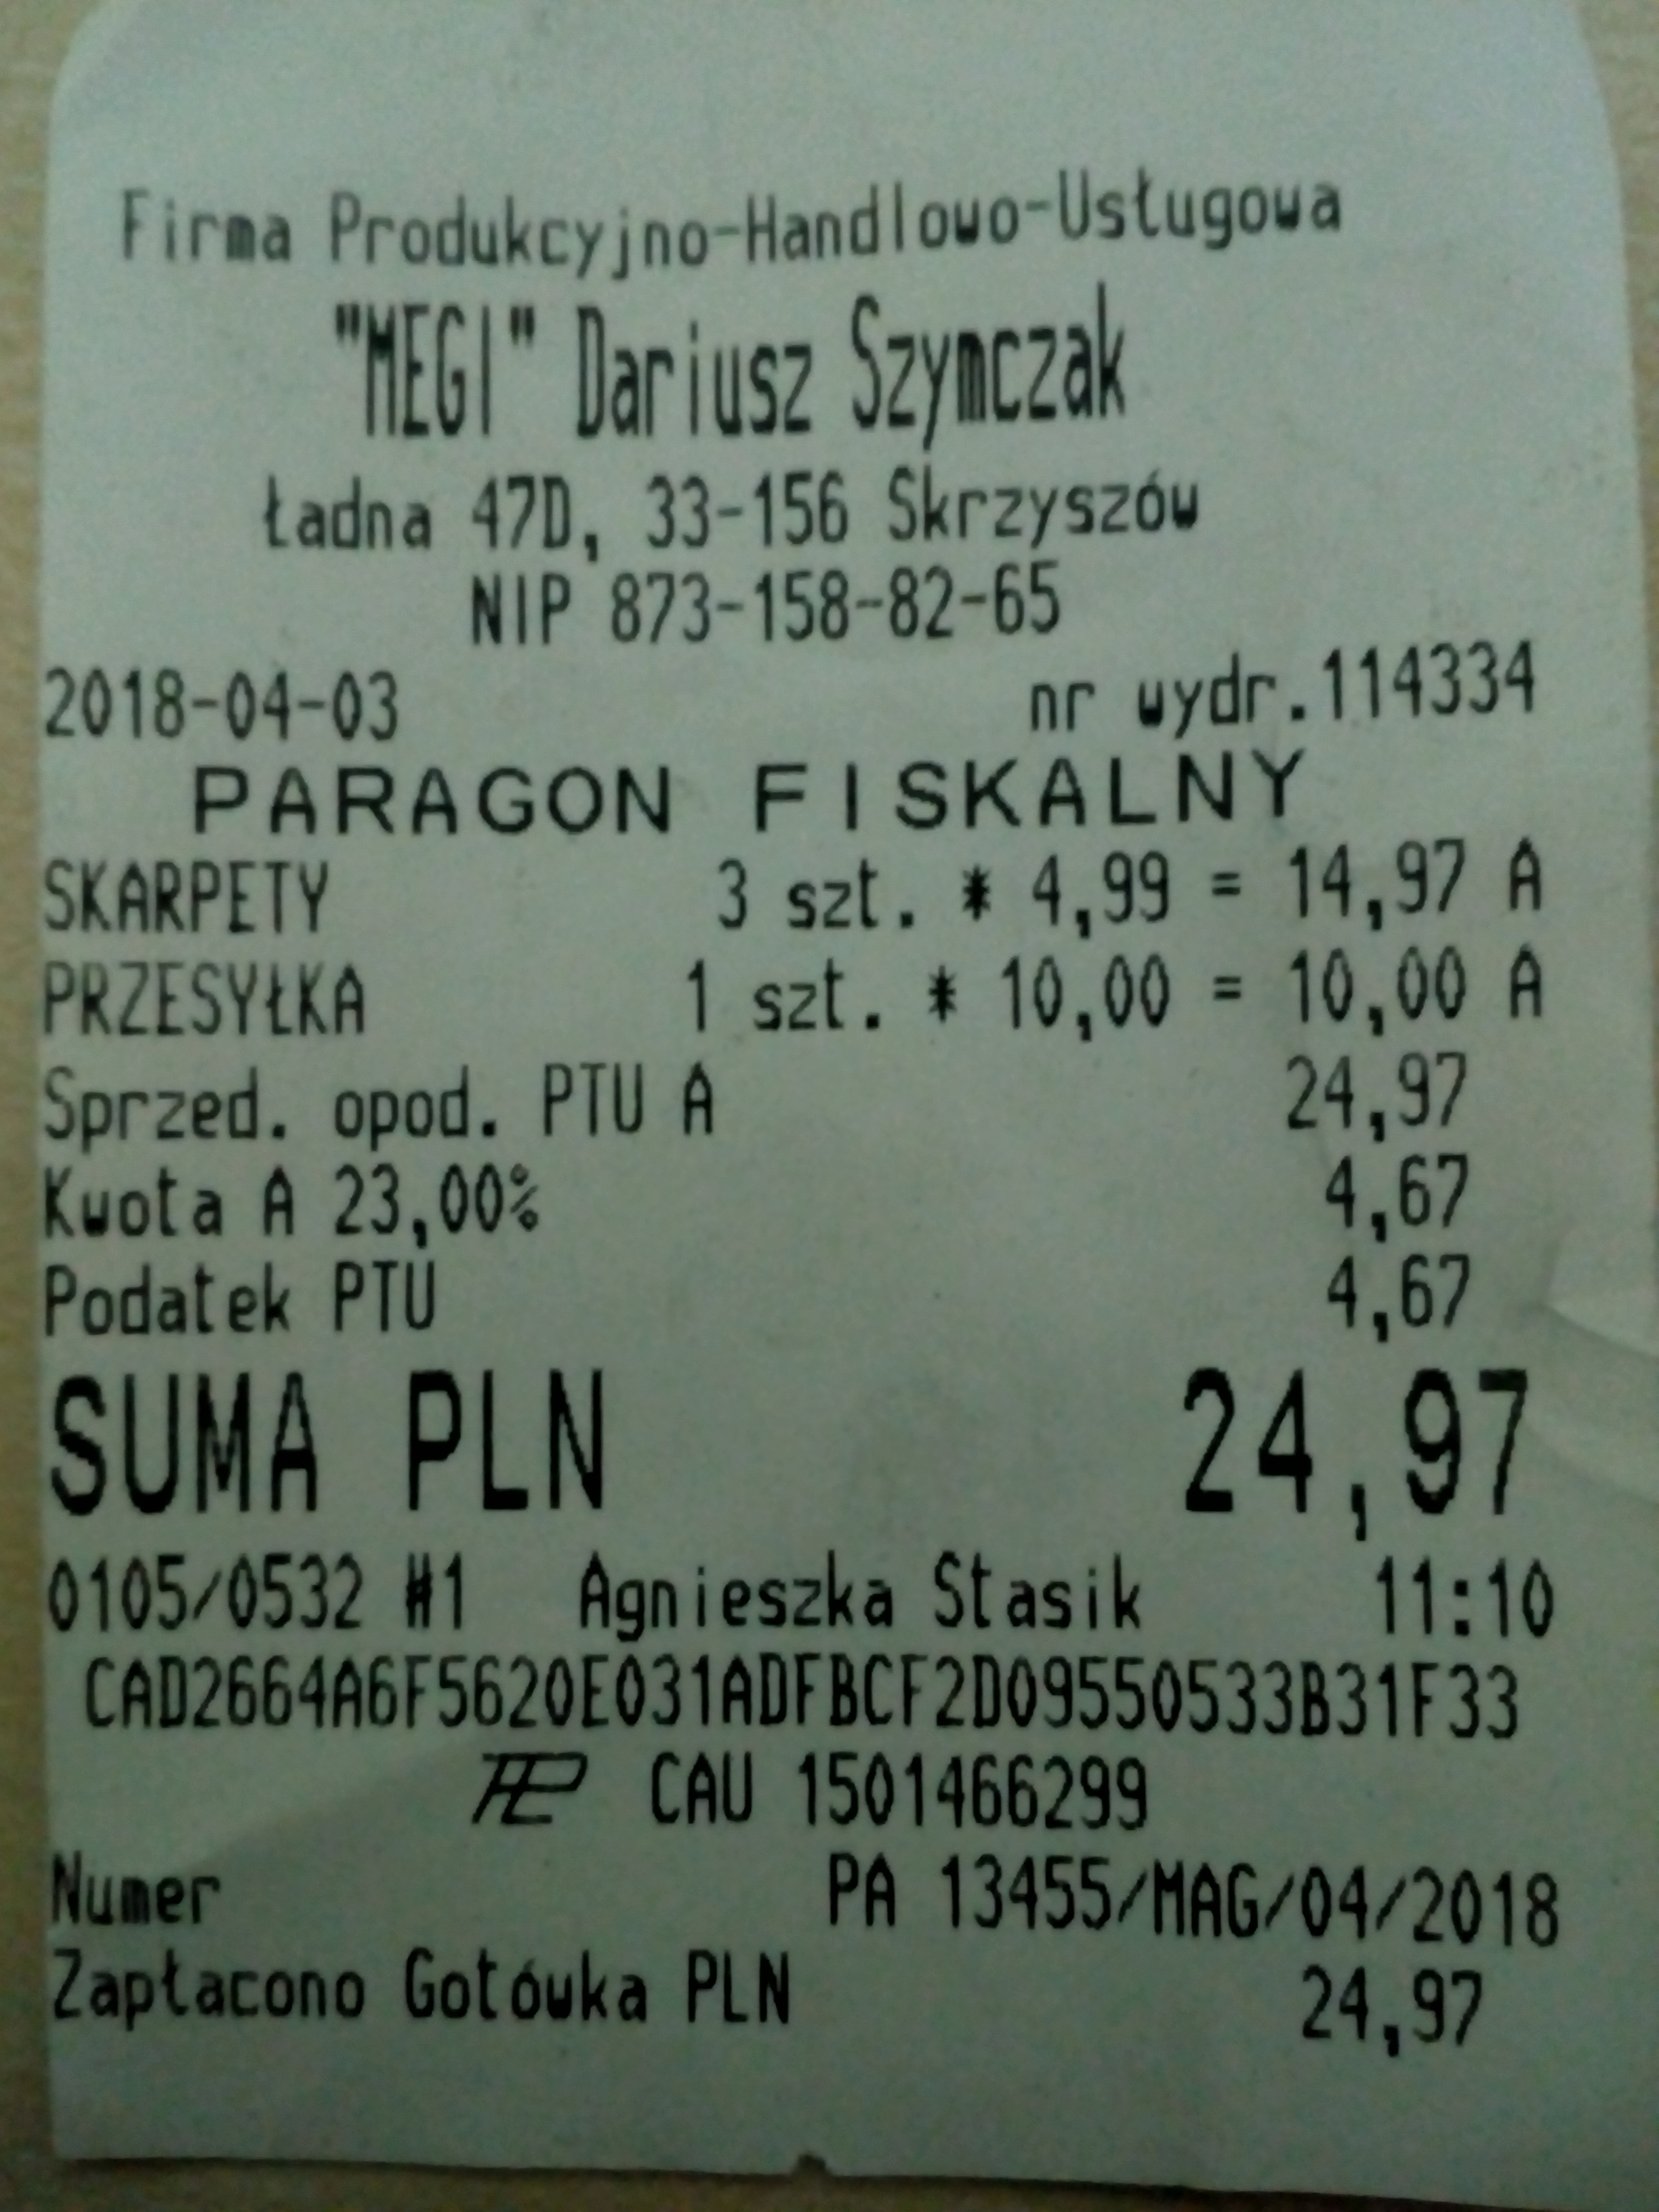 Firma Produkcyjno-Handlowo-Usługowa
"MEGI" Dariusz Szymczak
Ładna 47D, 33-156 Skrzyszów
NIP 873-158-82-65
2018-04-03 nr wydr.114334
PARAGON FISKALNY
SKARPETY 3 szt. * 4,99 = 14,97 A
PRZESYŁKA 1 szt. * 10,00 = 10,00 A
Sprzed. opod. PTU A 24,97
Kwota A 23,00% 4,67
Podatek PTU 4,67
SUMA PLN 24,97
0105/0532 #1 Agnieszka Stasik 11:10
CAD2664A6F5620E031ADFBCF2D09550533B31F33
CAU 1501466299
Numer PA 13455/MAG/04/2018
Zapłacono Gotówka PLN 24,97